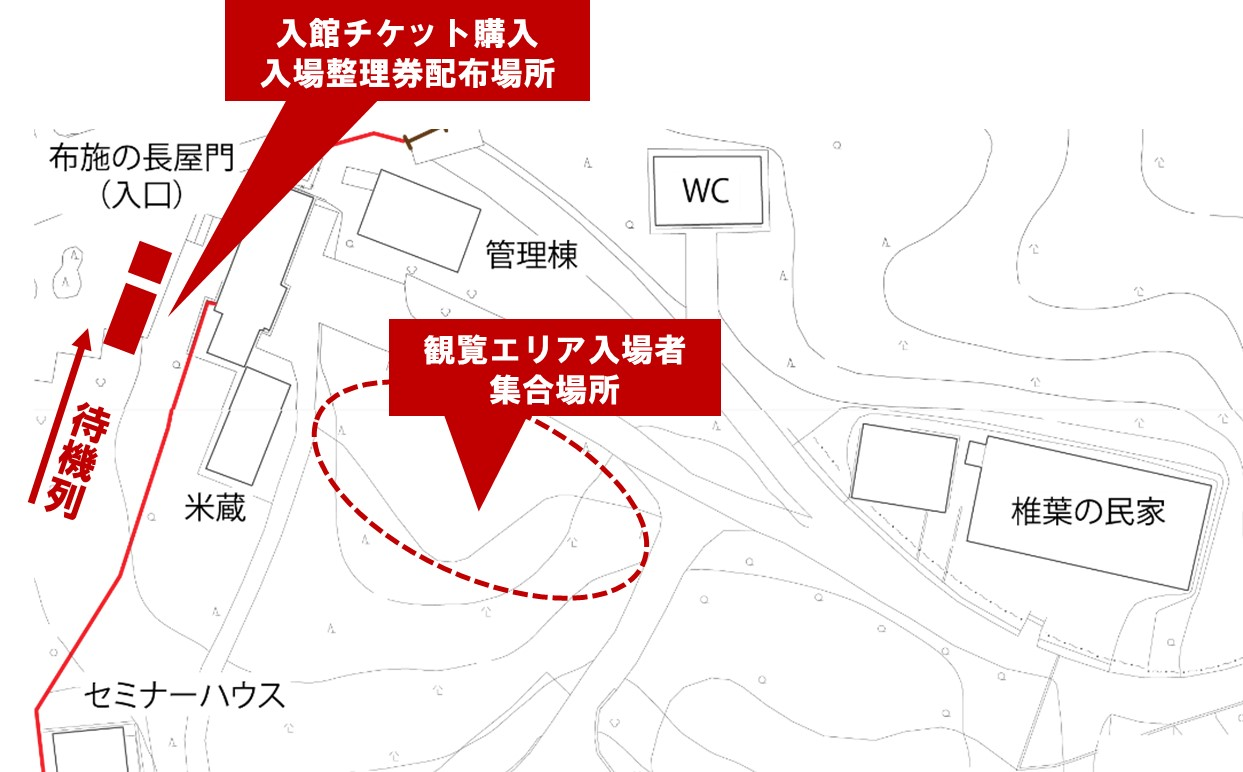 入館チケット購入
入場整理券配布場所
布施の長屋門
（入口）
WC
管理棟
観覧エリア入場者
集合場所
待機列
米蔵
椎葉の民家
セミナーハウス